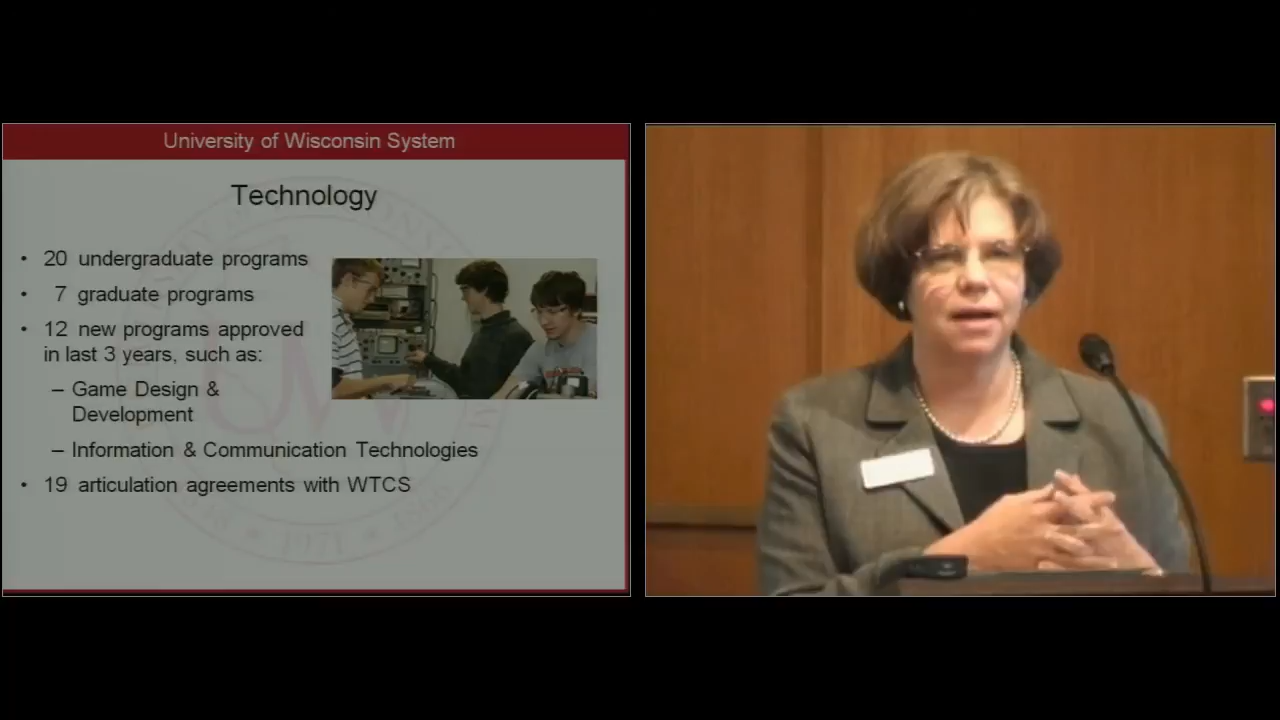 University of Wisconsin System
Technology
• 20 undergraduate programs
• 7 graduate programs
• 12 new programs approved
in last 3 years, such as:
– Game Design &
Development
– Information & Communication Technologies
• 19 articulation agreements with WTCS
1971